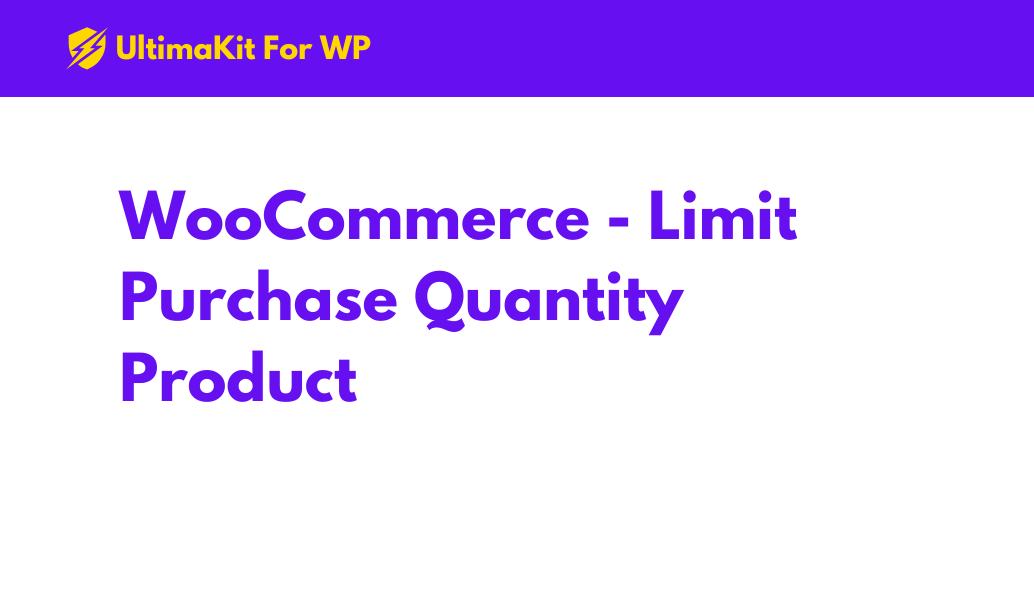 UltimaKit For WP
WooCommerce - Limit
Purchase Quantity
Product